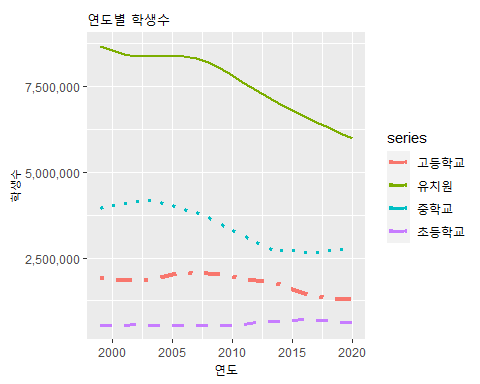 연도별 학생수
7,500,000
5,000,000
2,500,000
학생수
2000
2005
2010
2015
2020
연도
series
고등학교
유치원
중학교
초등학교